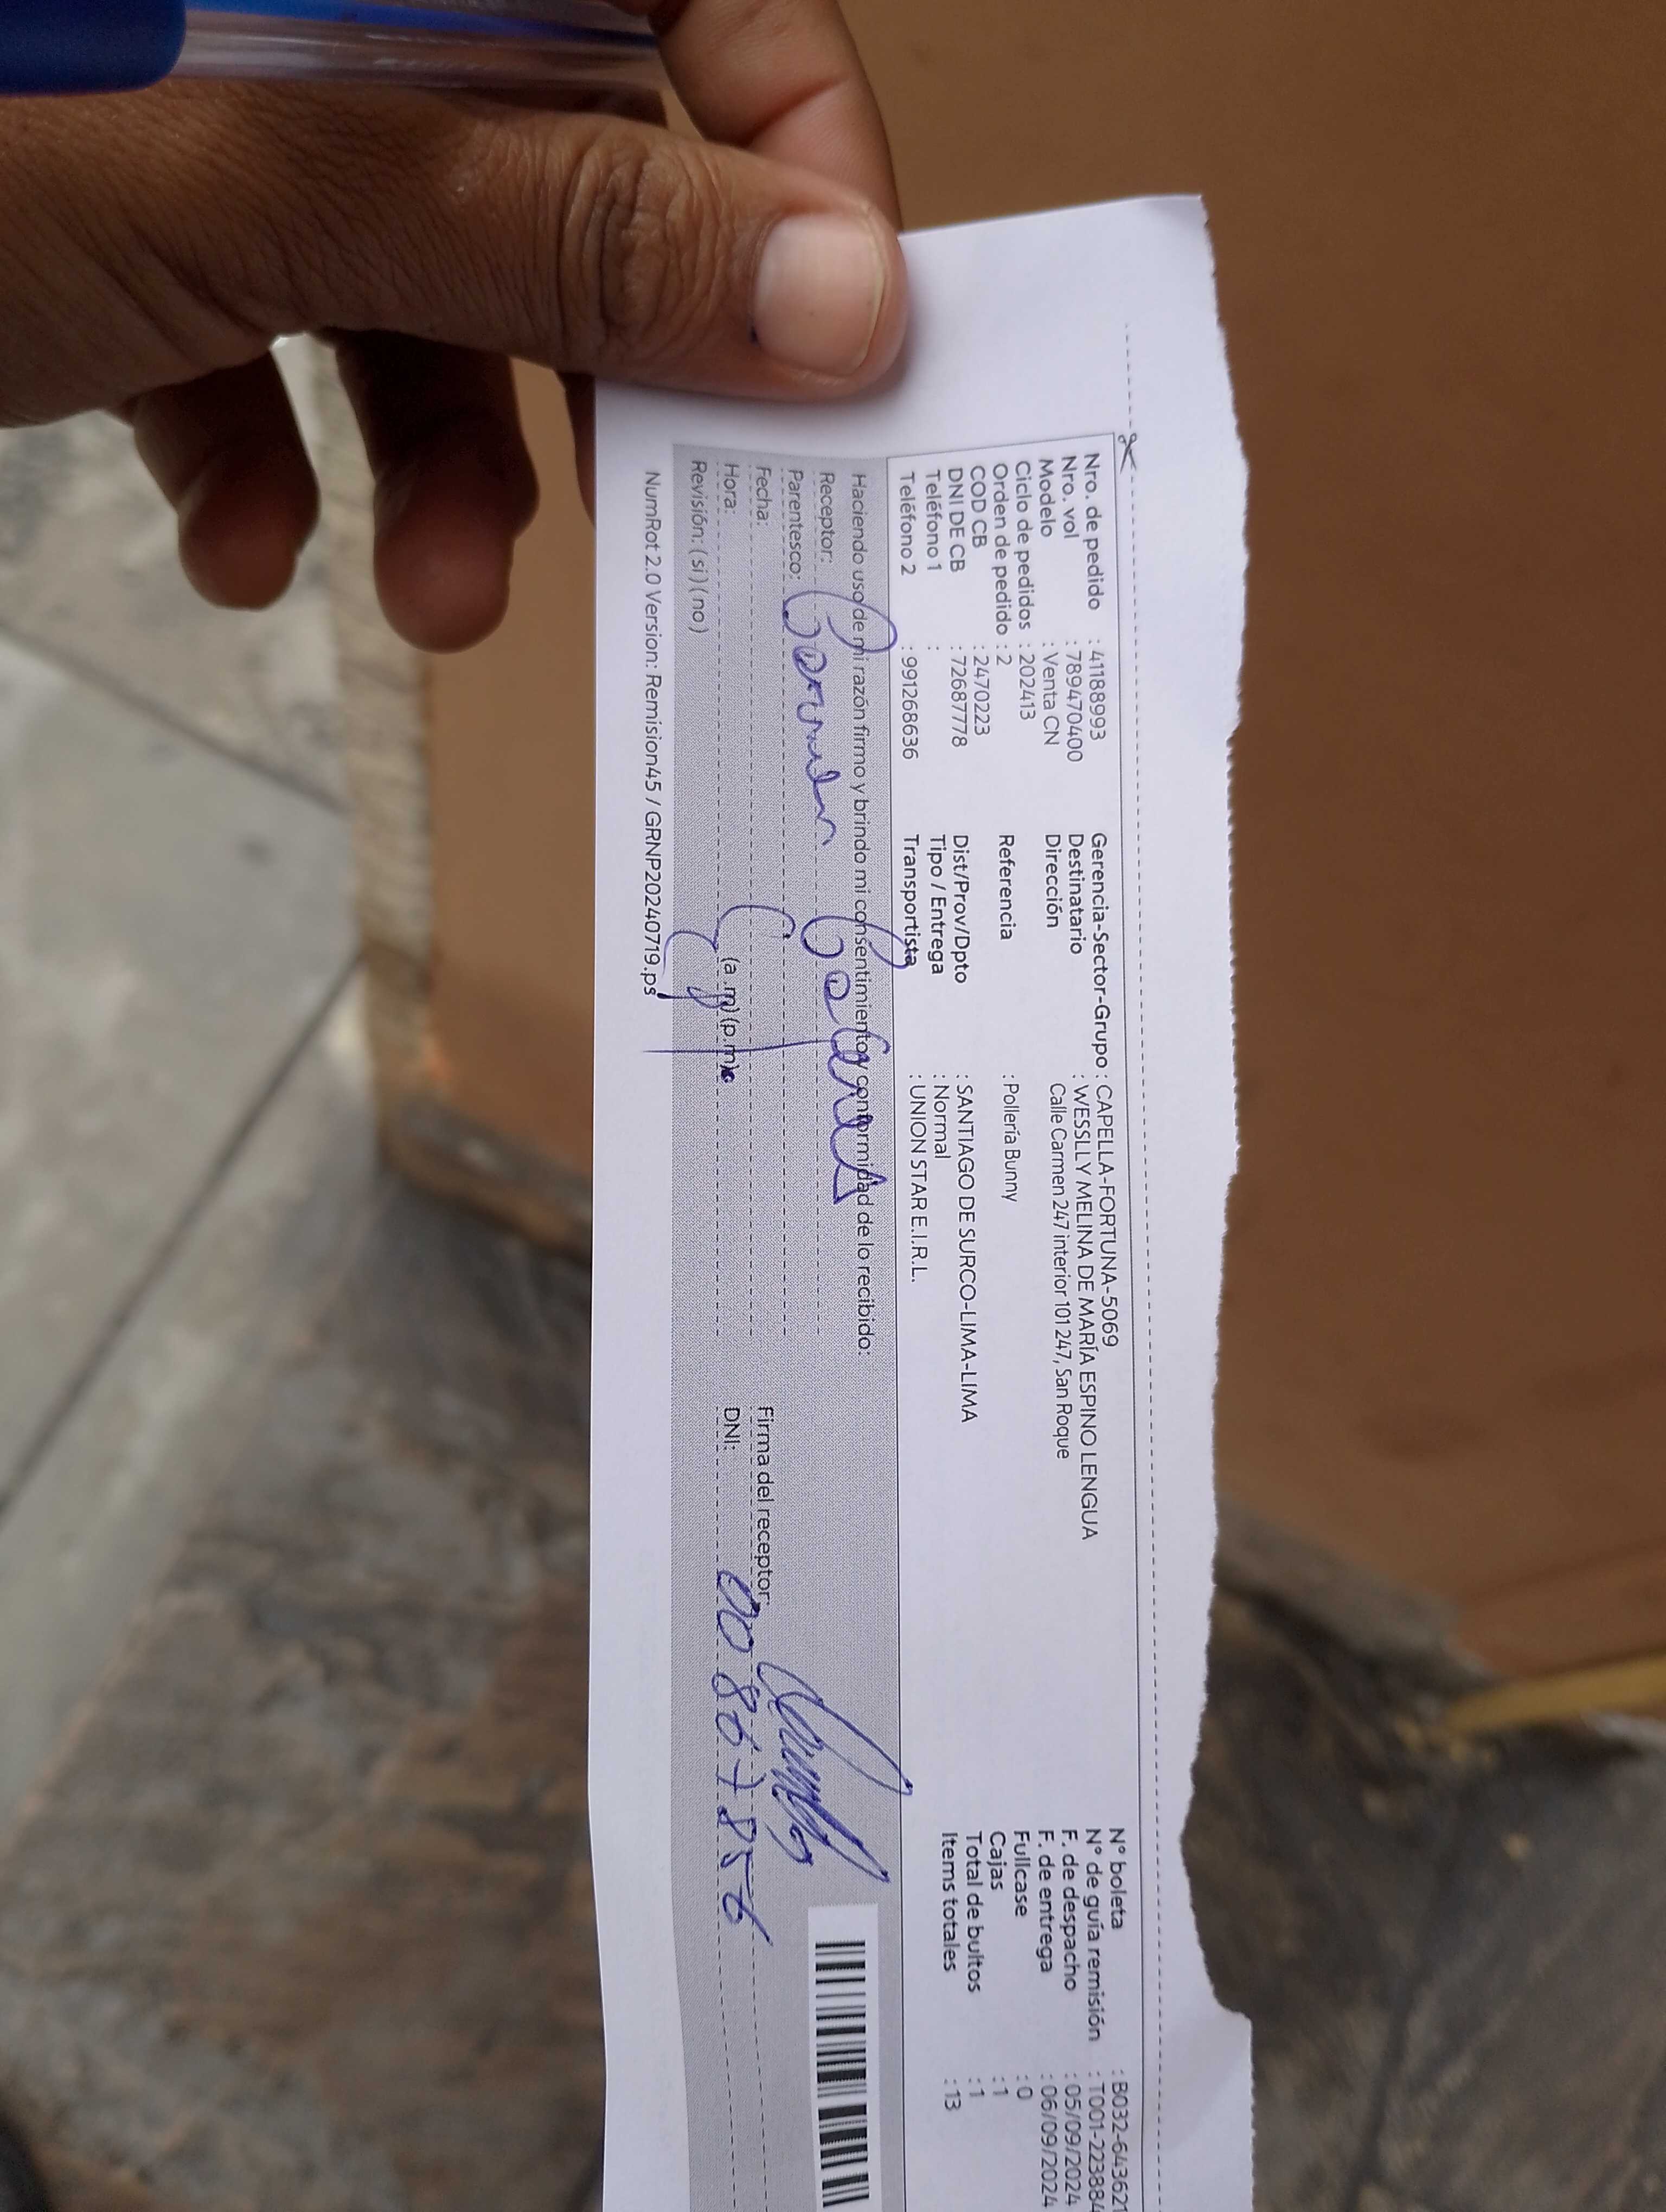 Nro. de pedido : 41188993
Nro. vol : 789470400
Modelo : Venta CN
Ciclo de pedidos : 202413
Orden de pedido : 2
COD CB : 2470223
DNI DE CB : 72687778
Teléfono 1 :
Teléfono 2 : 991268636
Gerencia-Sector-Grupo : CAPELLA-FORTUNA-5069
Destinatario : WESSLLY MELINA DE MARÍA ESPINO LENGUA
Dirección Calle Carmen 247 interior 101 247, San Roque
Referencia : Pollería Bunny
Dist/Prov/Dpto : SANTIAGO DE SURCO-LIMA-LIMA
Tipo / Entrega : Normal
Transportista : UNION STAR E.I.R.L.
N° boleta : B032-643621
N° de guía remisión : T001-223884
F. de despacho : 05/09/2024
F. de entrega : 06/09/2024
Fullcase : 0
Cajas : 1
Total de bultos : 1
Items totales : 13
Haciendo uso de mi razón firmo y brindo mi consentimiento y conformidad de lo recibido:
Receptor:
Parentesco:
Fecha:
Hora: (a.m) (p.m)
Revisión: (si) (no)
Firma del receptor:
DNI: 00867856
NumRot 2.0 Version: Remision45 / GRNP20240719.ps